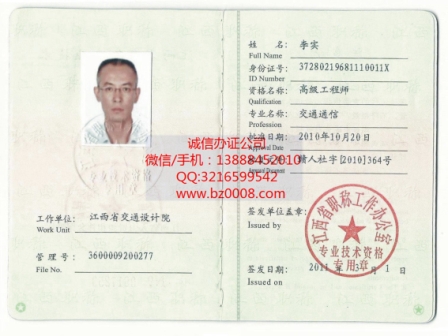 姓 名： 李实
Full Name
身份证号： 37280219681110011X
ID Number
资格名称： 高级工程师
Qualification
专业名称： 交通通信
Profession
批准日期： 2010年10月20日
Approval Date
赣人社字[2010]364号
诚信办证公司
微信/手机：13888452010
QQ:3216599542
www.bz0008.com
工作单位： 江西省交通设计院
Work Unit
管 理 号： 3600009200277
File No.
签发单位盖章：
Issued by
江西省职称工作办公室
专业技术资格
专用章
签发日期： 2011 3 1
Issued on